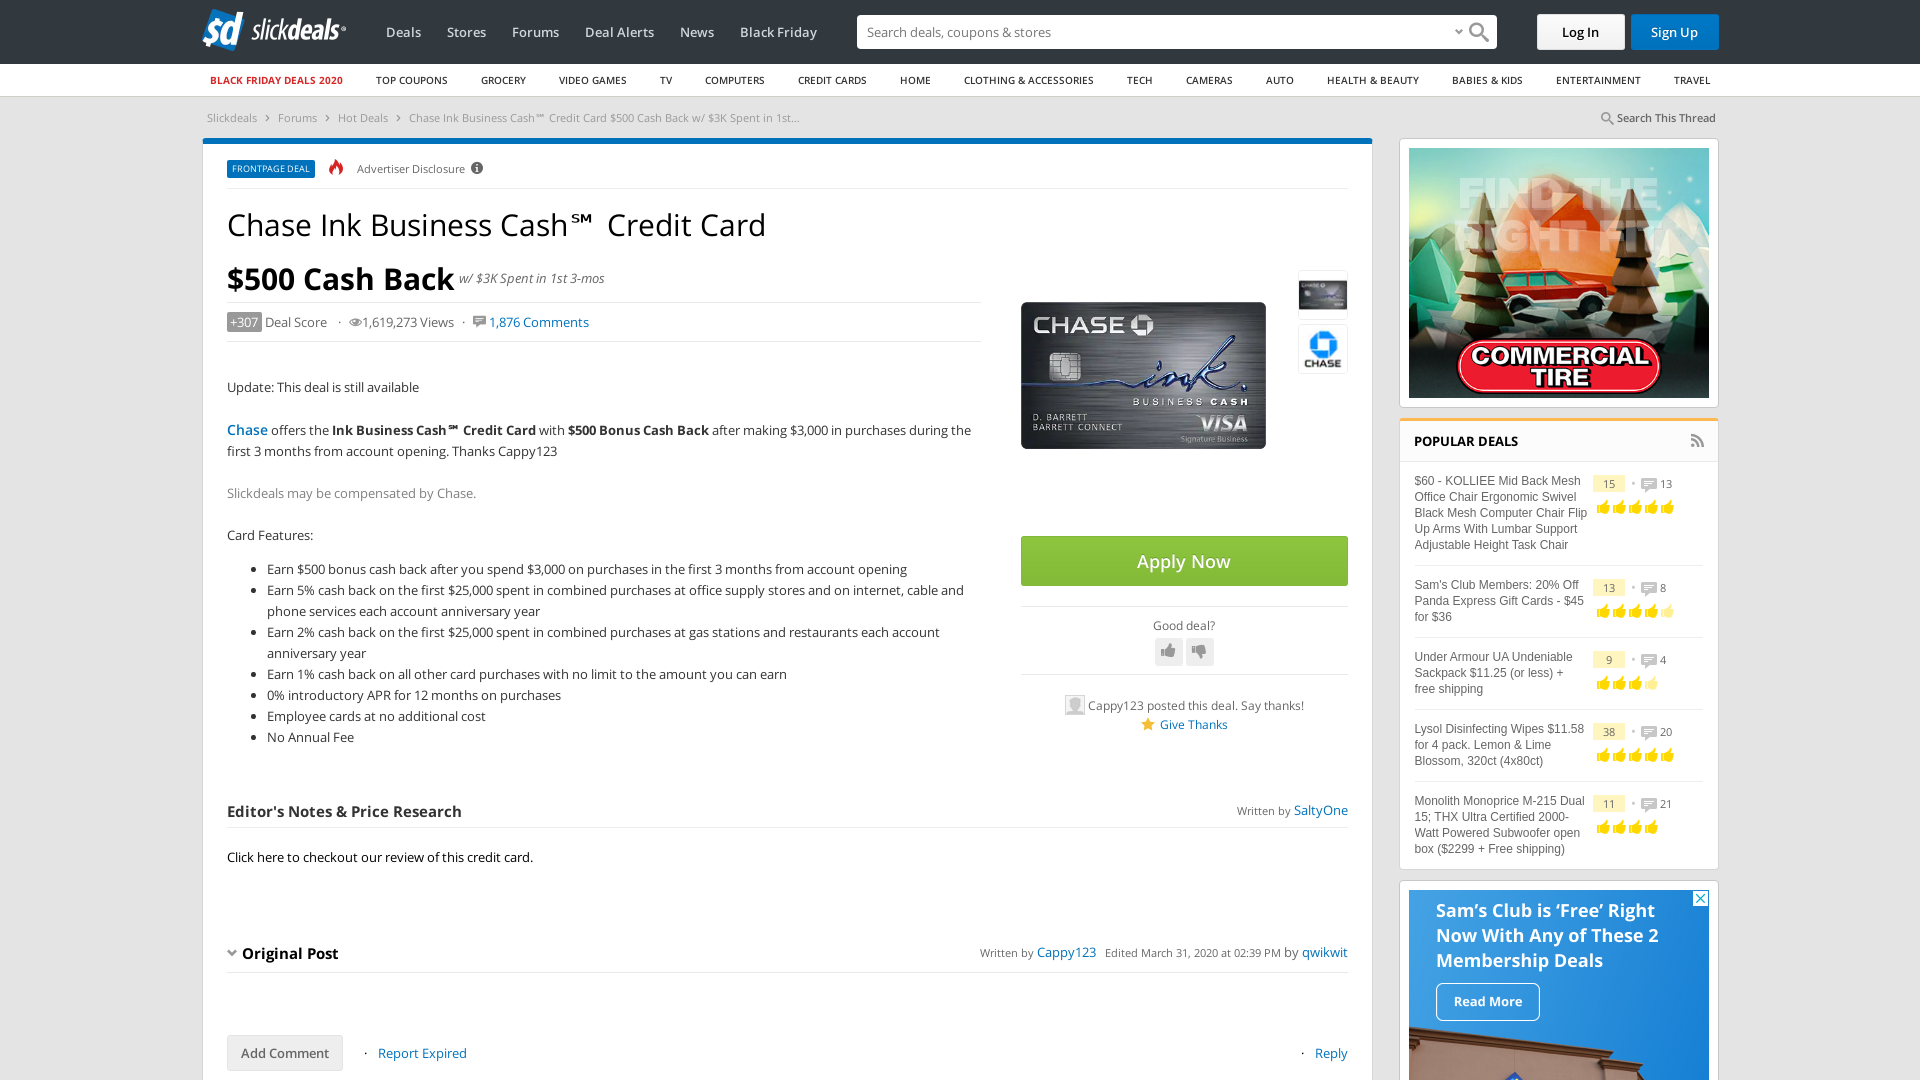 slickdeals
Deals
Stores
Forums
Deal Alerts
News
Black Friday
Search deals, coupons & stores
Log In
Sign Up
BLACK FRIDAY DEALS 2020
TOP COUPONS
GROCERY
VIDEO GAMES
TV
COMPUTERS
CREDIT CARDS
HOME
CLOTHING & ACCESSORIES
TECH
CAMERAS
AUTO
HEALTH & BEAUTY
BABIES & KIDS
ENTERTAINMENT
TRAVEL
Slickdeals › Forums › Hot Deals › Chase Ink Business Cash℠ Credit Card $500 Cash Back w/ $3K Spent in 1st...
Search This Thread
FRONTPAGE DEAL
Advertiser Disclosure
Chase Ink Business Cash℠ Credit Card
$500 Cash Back w/ $3K Spent in 1st 3-mos
+307 Deal Score · 1,619,273 Views · 1,876 Comments
Update: This deal is still available
Chase offers the Ink Business Cash℠ Credit Card with $500 Bonus Cash Back after making $3,000 in purchases during the
first 3 months from account opening. Thanks Cappy123
Slickdeals may be compensated by Chase.
Card Features:
Earn $500 bonus cash back after you spend $3,000 on purchases in the first 3 months from account opening
Earn 5% cash back on the first $25,000 spent in combined purchases at office supply stores and on internet, cable and
phone services each account anniversary year
Earn 2% cash back on the first $25,000 spent in combined purchases at gas stations and restaurants each account
anniversary year
Earn 1% cash back on all other card purchases with no limit to the amount you can earn
0% introductory APR for 12 months on purchases
Employee cards at no additional cost
No Annual Fee
CHASE
ink.
BUSINESS CASH
D. BARRETT
BARRETT CONNECT
VISA
Signature Business
CHASE
Apply Now
Good deal?
Cappy123 posted this deal. Say thanks!
Give Thanks
Editor's Notes & Price Research
Written by SaltyOne
Click here to checkout our review of this credit card.
Original Post
Written by Cappy123 Edited March 31, 2020 at 02:39 PM by qwikwit
Add Comment
· Report Expired
· Reply
FIND THE
RIGHT FIT
COMMERCIAL
TIRE
POPULAR DEALS
$60 - KOLLIEE Mid Back Mesh
Office Chair Ergonomic Swivel
Black Mesh Computer Chair Flip
Up Arms With Lumbar Support
Adjustable Height Task Chair
15 • 13
Sam's Club Members: 20% Off
Panda Express Gift Cards - $45
for $36
13 • 8
Under Armour UA Undeniable
Sackpack $11.25 (or less) +
free shipping
9 • 4
Lysol Disinfecting Wipes $11.58
for 4 pack. Lemon & Lime
Blossom, 320ct (4x80ct)
38 • 20
Monolith Monoprice M-215 Dual
15; THX Ultra Certified 2000-
Watt Powered Subwoofer open
box ($2299 + Free shipping)
11 • 21
Sam's Club is ‘Free’ Right
Now With Any of These 2
Membership Deals
Read More